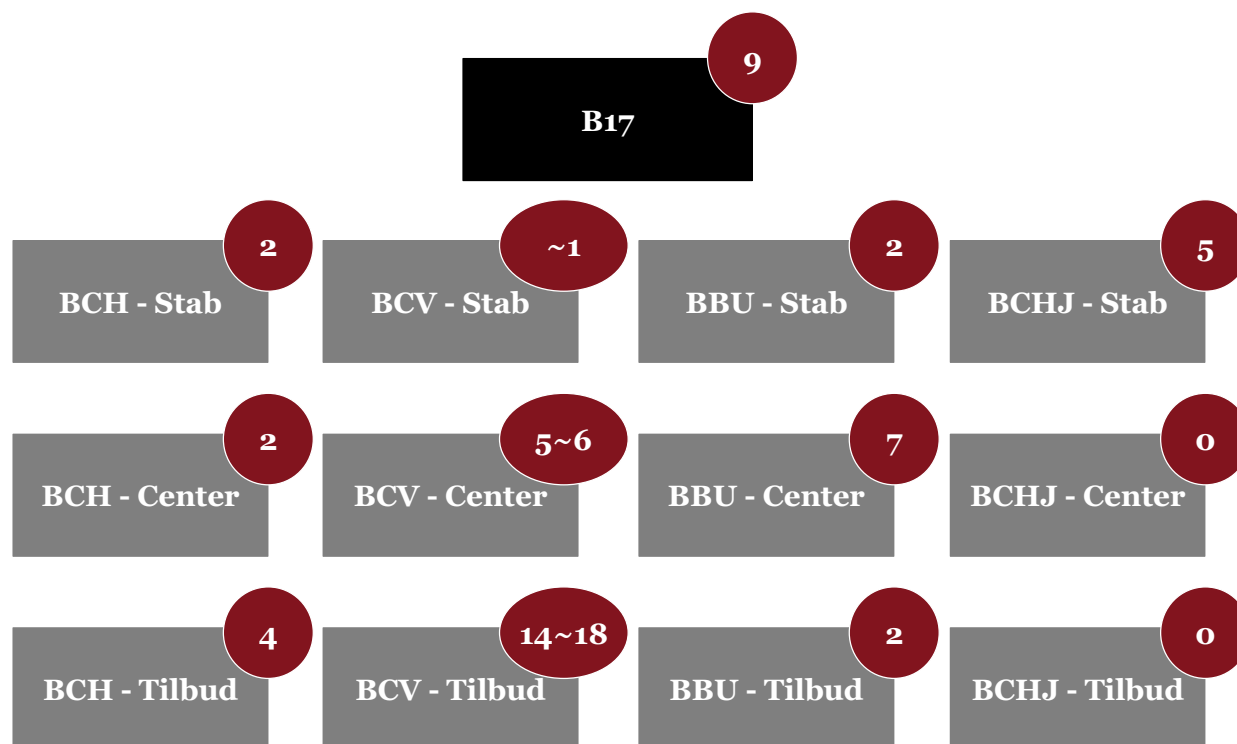 9
B17
2
~1
2
5
BCH - Stab
BCV - Stab
BBU - Stab
BCHJ - Stab
2
5~6
7
0
BCH - Center
BCV - Center
BBU - Center
BCHJ - Center
4
14~18
2
0
BCH - Tilbud
BCV - Tilbud
BBU - Tilbud
BCHJ - Tilbud